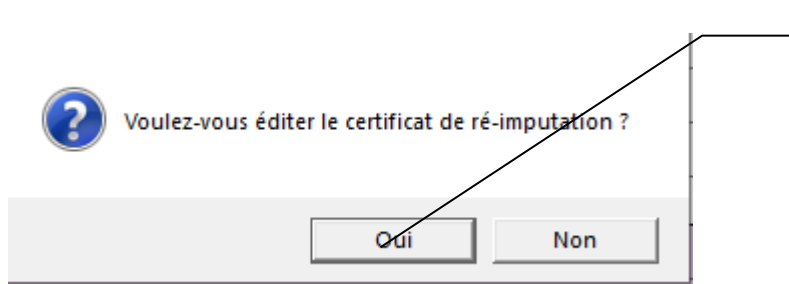 Voulez-vous éditer le certificat de ré-imputation ?
Oui
Non